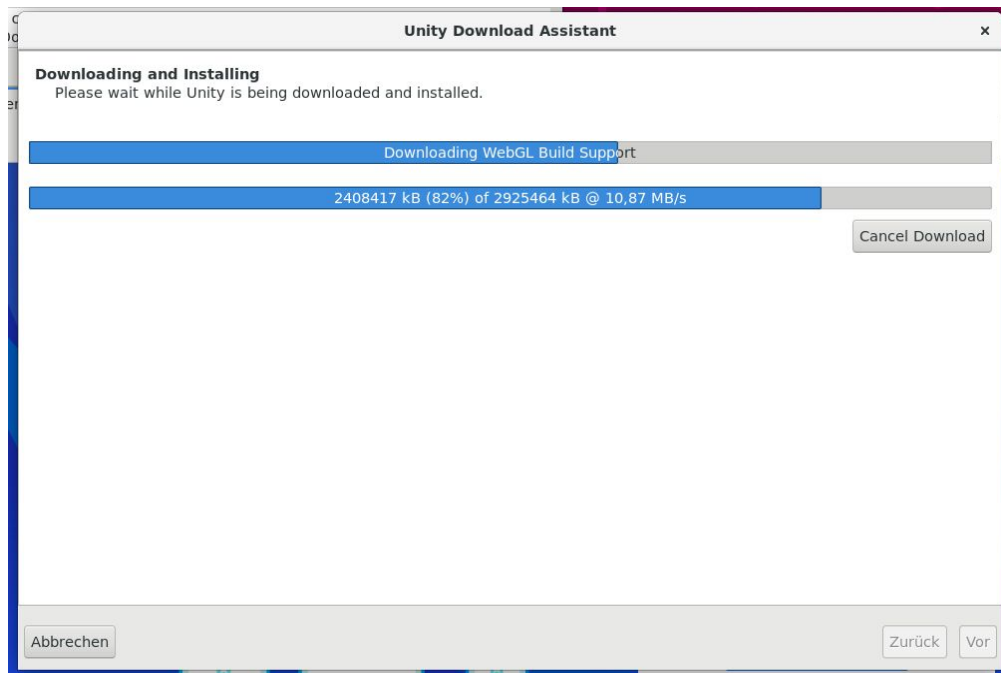 Unity Download Assistant
Downloading and Installing
Please wait while Unity is being downloaded and installed.
Downloading WebGL Build Support
2408417 kB (82%) of 2925464 kB @ 10,87 MB/s
Cancel Download
Abbrechen
Zurück
Vor